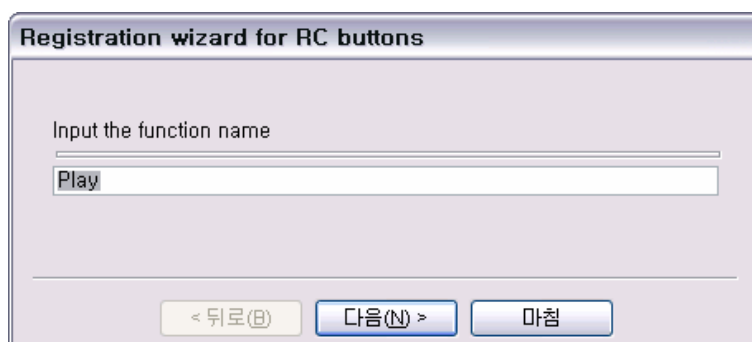 Registration wizard for RC buttons
Input the function name
Play
< 뒤로(B) 다음(N) > 마침